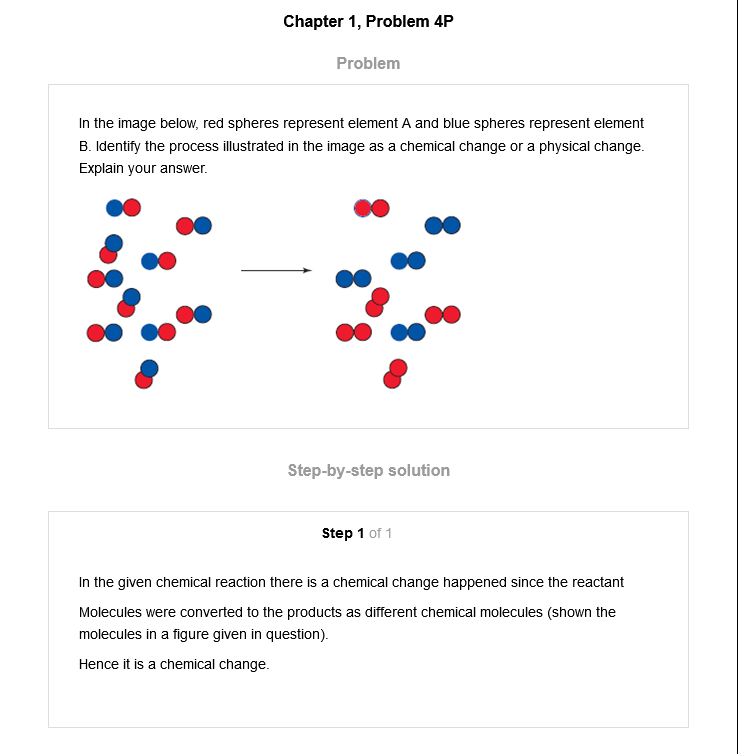 Chapter 1, Problem 4P
Problem
In the image below, red spheres represent element A and blue spheres represent element
B. Identify the process illustrated in the image as a chemical change or a physical change.
Explain your answer.
Step-by-step solution
Step 1 of 1
In the given chemical reaction there is a chemical change happened since the reactant
Molecules were converted to the products as different chemical molecules (shown the
molecules in a figure given in question).
Hence it is a chemical change.